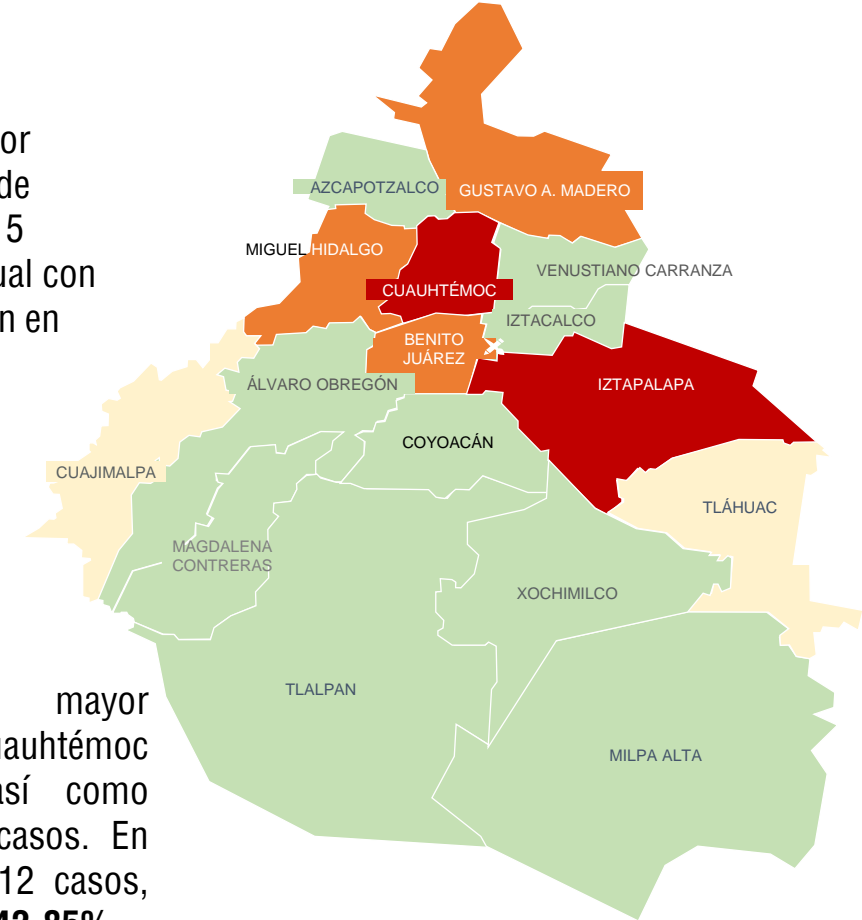 or
de
5
ual con
n en
AZCAPOTZALCO
GUSTAVO A. MADERO
MIGUEL HIDALGO
VENUSTIANO CARRANZA
CUAUHTÉMOC
IZTACALCO
BENITO
JUÁREZ
ÁLVARO OBREGÓN
IZTAPALAPA
COYOACÁN
CUAJIMALPA
TLÁHUAC
MAGDALENA
CONTRERAS
XOCHIMILCO
TLALPAN
MILPA ALTA
mayor
uauhtémoc
así como
casos. En
12 casos,